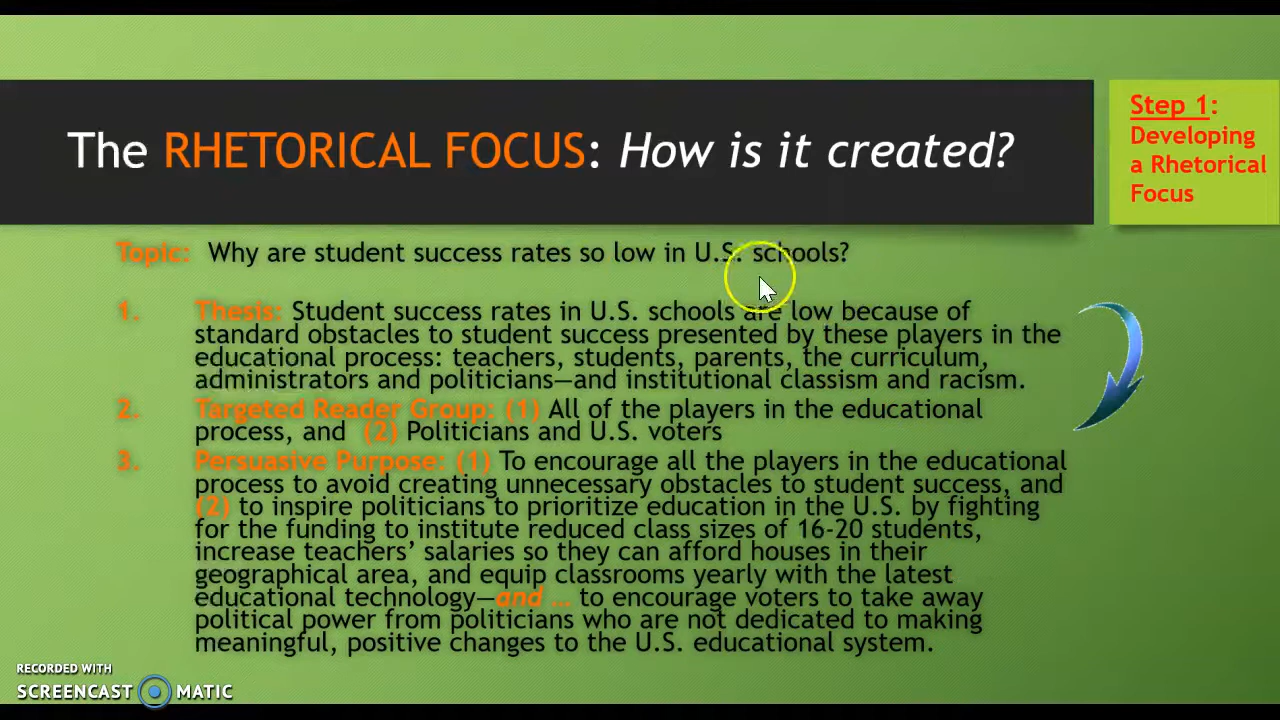 The RHETORICAL FOCUS: How is it created?
Step 1:
Developing
a Rhetorical
Focus
Topic: Why are student success rates so low in U.S. schools?
1. Thesis: Student success rates in U.S. schools are low because of
standard obstacles to student success presented by these players in the
educational process: teachers, students, parents, the curriculum,
administrators and politicians—and institutional classism and racism.
2. Targeted Reader Group: (1) All of the players in the educational
process, and (2) Politicians and U.S. voters
3. Persuasive Purpose: (1) To encourage all the players in the educational
process to avoid creating unnecessary obstacles to student success, and
(2) to inspire politicians to prioritize education in the U.S. by fighting
for the funding to institute reduced class sizes of 16-20 students,
increase teachers’ salaries so they can afford houses in their
geographical area, and equip classrooms yearly with the latest
educational technology—and … to encourage voters to take away
political power from politicians who are not dedicated to making
meaningful, positive changes to the U.S. educational system.
RECORDED WITH
SCREENCAST MATIC